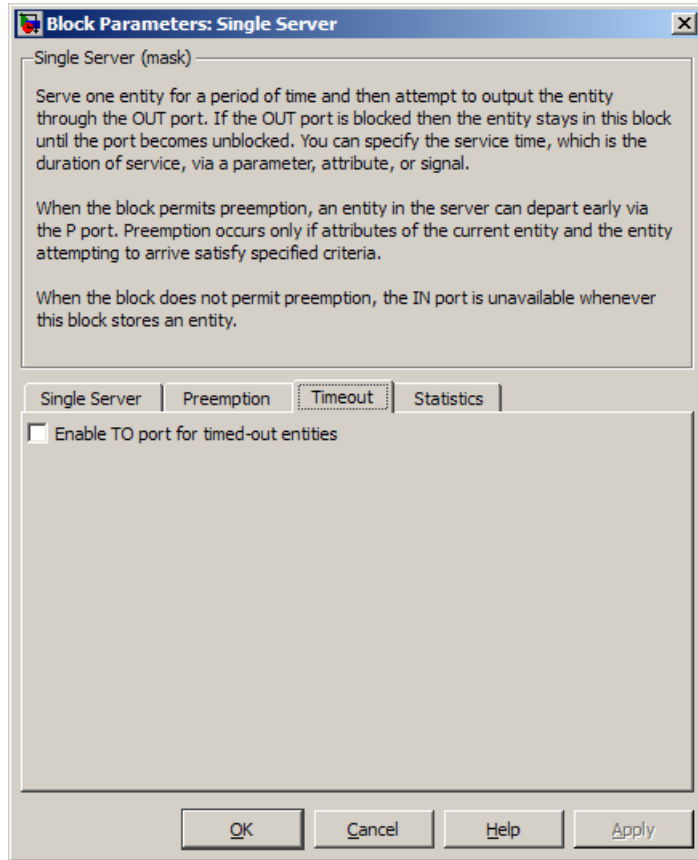 Block Parameters: Single Server
Single Server (mask)
Serve one entity for a period of time and then attempt to output the entity
through the OUT port. If the OUT port is blocked then the entity stays in this block
until the port becomes unblocked. You can specify the service time, which is the
duration of service, via a parameter, attribute, or signal.
When the block permits preemption, an entity in the server can depart early via
the P port. Preemption occurs only if attributes of the current entity and the entity
attempting to arrive satisfy specified criteria.
When the block does not permit preemption, the IN port is unavailable whenever
this block stores an entity.
Single Server Preemption Timeout Statistics
Enable TO port for timed-out entities
OK Cancel Help Apply